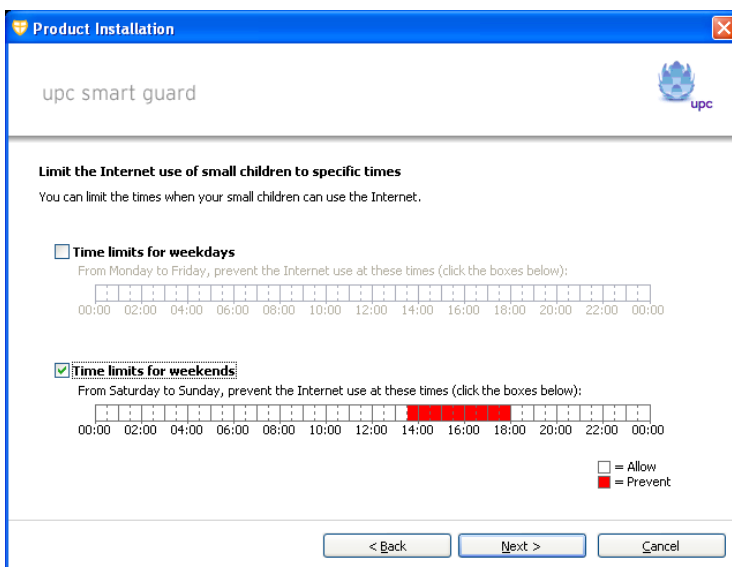 Product Installation
upc smart guard
upc
Limit the Internet use of small children to specific times
You can limit the times when your small children can use the Internet.
Time limits for weekdays
From Monday to Friday, prevent the Internet use at these times (click the boxes below):
00:00 02:00 04:00 06:00 08:00 10:00 12:00 14:00 16:00 18:00 20:00 22:00 00:00
Time limits for weekends
From Saturday to Sunday, prevent the Internet use at these times (click the boxes below):
00:00 02:00 04:00 06:00 08:00 10:00 12:00 14:00 16:00 18:00 20:00 22:00 00:00
= Allow
= Prevent
< Back Next > Cancel